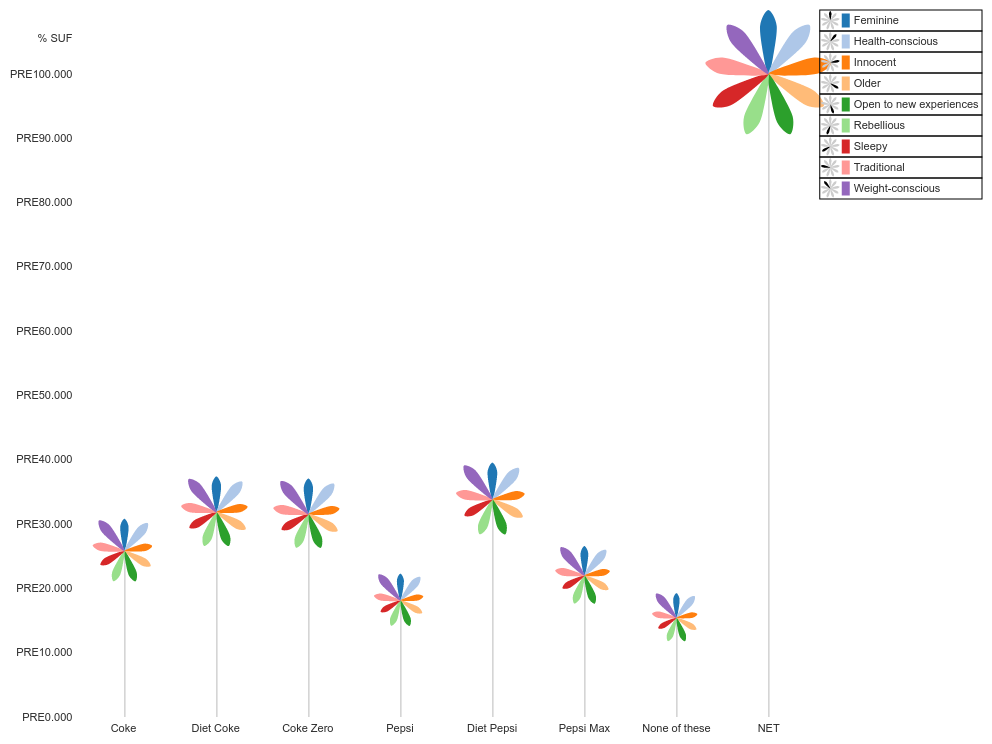 % SUF
PRE100.000
PRE90.000
PRE80.000
PRE70.000
PRE60.000
PRE50.000
PRE40.000
PRE30.000
PRE20.000
PRE10.000
PRE0.000
Coke
Diet Coke
Coke Zero
Pepsi
Diet Pepsi
Pepsi Max
None of these
NET
Feminine
Health-conscious
Innocent
Older
Open to new experiences
Rebellious
Sleepy
Traditional
Weight-conscious